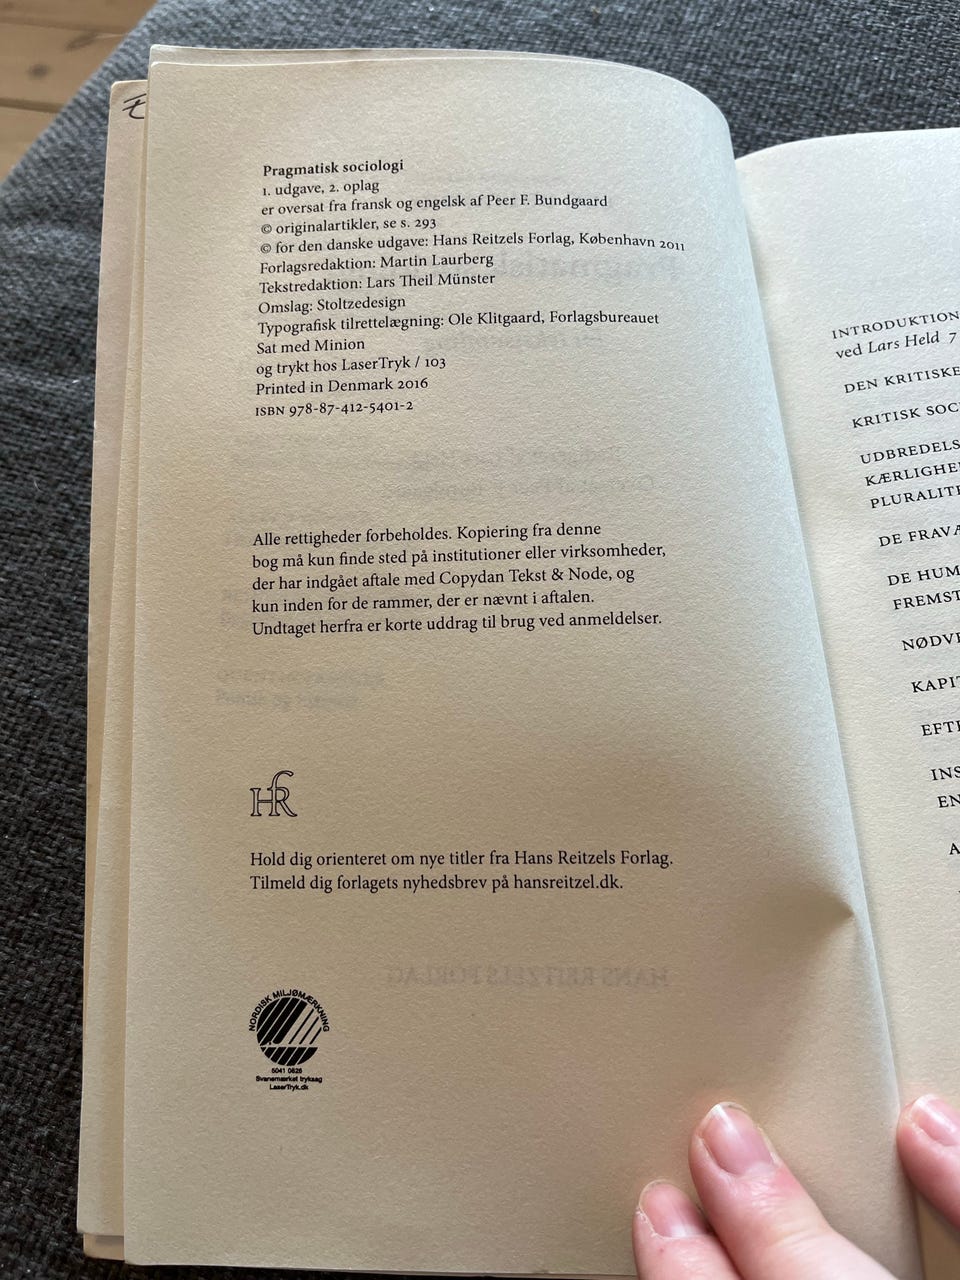 Pragmatisk sociologi
1. udgave, 2. oplag
er oversat fra fransk og engelsk af Peer F. Bundgaard
© originalartikler, se s. 293
© for den danske udgave: Hans Reitzels Forlag, København 2011
Forlagsredaktion: Martin Laurberg
Tekstredaktion: Lars Theil Münster
Omslag: Stoltzedesign
Typografisk tilrettelægning: Ole Klitgaard, Forlagsbureauet
Sat med Minion
og trykt hos LaserTryk / 103
Printed in Denmark 2016
ISBN 978-87-412-5401-2
Alle rettigheder forbeholdes. Kopiering fra denne
bog må kun finde sted på institutioner eller virksomheder,
der har indgået aftale med Copydan Tekst & Node, og
kun inden for de rammer, der er nævnt i aftalen.
Undtaget herfra er korte uddrag til brug ved anmeldelser.
HRf
Hold dig orienteret om nye titler fra Hans Reitzels Forlag.
Tilmeld dig forlagets nyhedsbrev på hansreitzel.dk.
NORDISK MILJØMÆRKNING
5041 0826
Svanemærket tryksag
LaserTryk.dk
INTRODUKTION
ved Lars Held 7
DEN KRITISKE
KRITISK SOC
UDBREDELS
KÆRLIGHE
PLURALITE
DE FRAVÆ
DE HUM
FREMST
NØDVE
KAPIT
EFTE
INS
EN
A